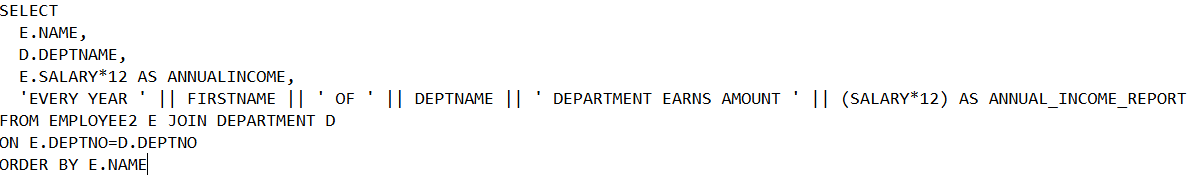 SELECT
E.NAME,
D.DEPTNAME,
E.SALARY*12 AS ANNUALINCOME,
'EVERY YEAR ' || FIRSTNAME || ' OF ' || DEPTNAME || ' DEPARTMENT EARNS AMOUNT ' || (SALARY*12) AS ANNUAL_INCOME_REPORT
FROM EMPLOYEE2 E JOIN DEPARTMENT D
ON E.DEPTNO=D.DEPTNO
ORDER BY E.NAME